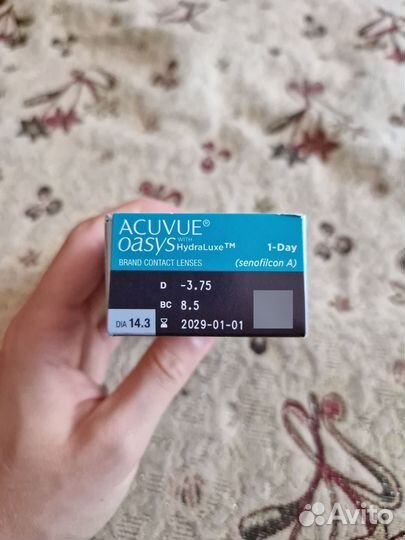 ACUVUE®
oasys WITH HydraLuxe™ 1-Day
BRAND CONTACT LENSES (senofilcon A)
D -3.75
BC 8.5
DIA 14.3 2029-01-01
Avito